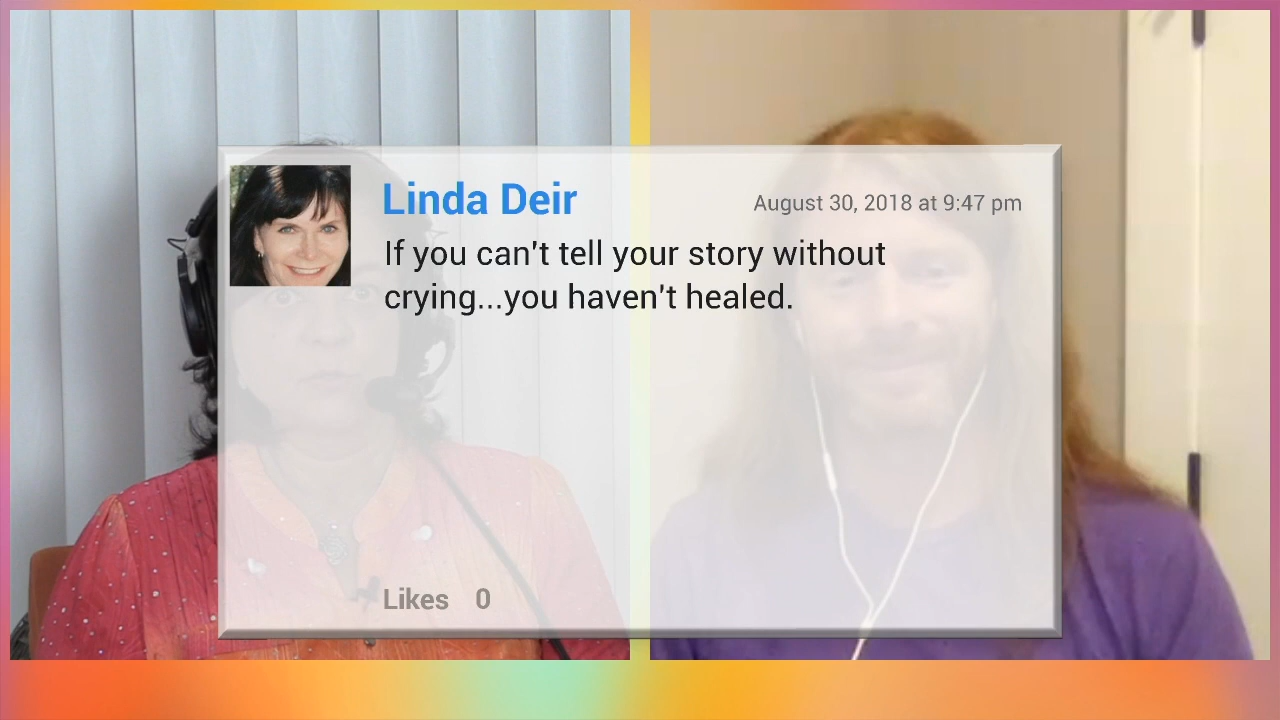 Linda Deir
August 30, 2018 at 9:47 pm
If you can't tell your story without
crying...you haven't healed.
Likes 0